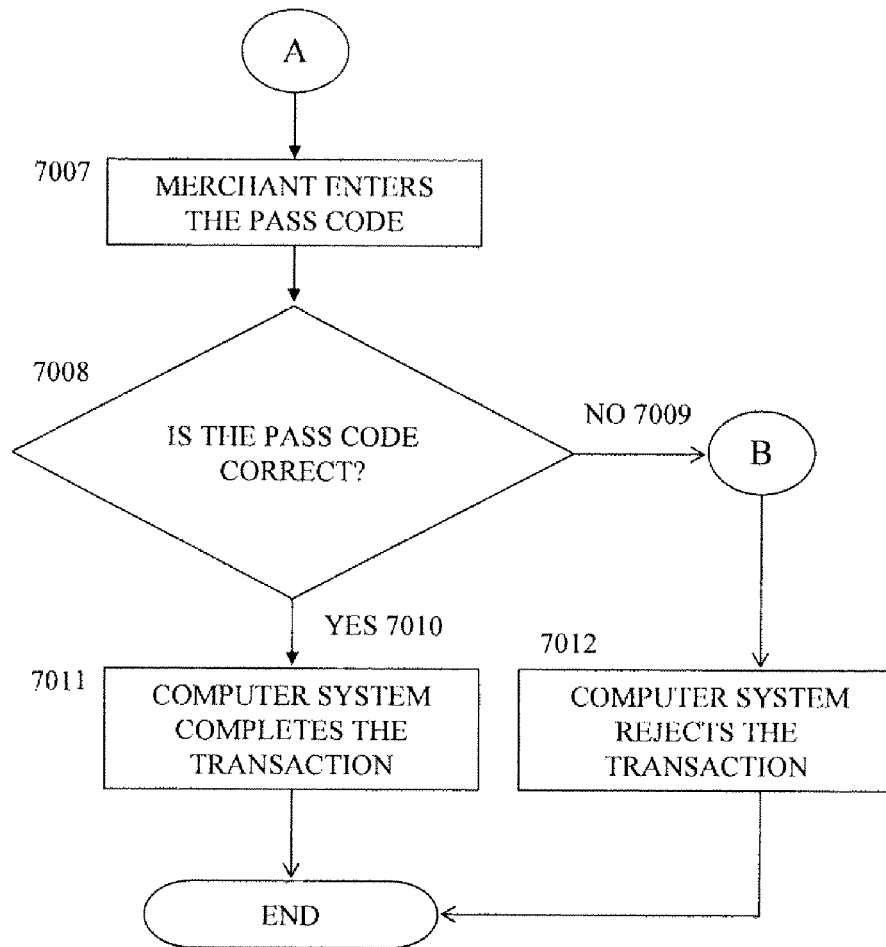 A
7007
MERCHANT ENTERS
THE PASS CODE
7008
IS THE PASS CODE
CORRECT?
NO 7009
B
YES 7010
7011
COMPUTER SYSTEM
COMPLETES THE
TRANSACTION
7012
COMPUTER SYSTEM
REJECTS THE
TRANSACTION
END